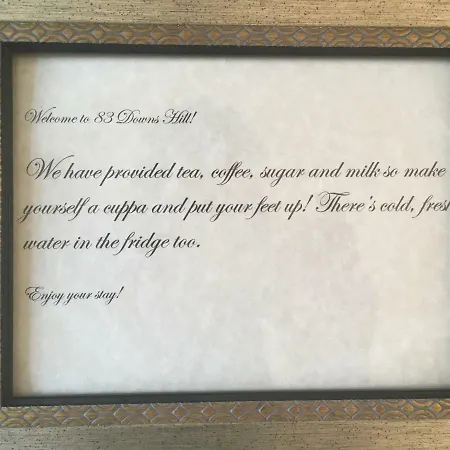 Welcome to 83 Downs Hill!
We have provided tea, coffee, sugar and milk so make
yourself a cuppa and put your feet up! There's cold, fresh
water in the fridge too.
Enjoy your stay!